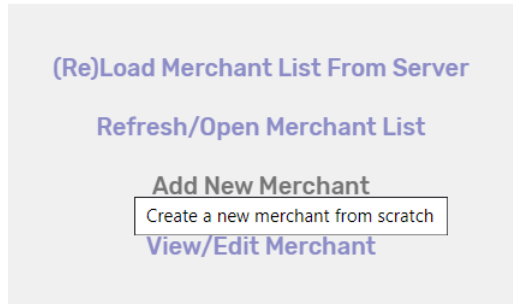 (Re)Load Merchant List From Server
Refresh/Open Merchant List
Add New Merchant
Create a new merchant from scratch
View/Edit Merchant